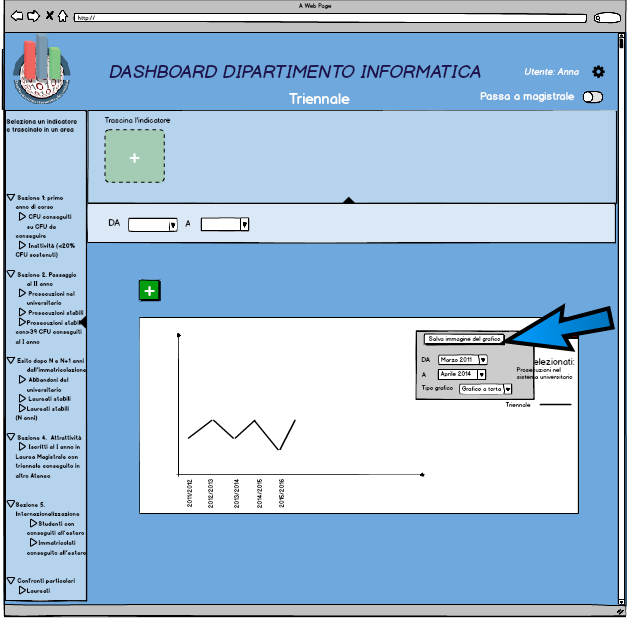 A Web Page
http://
DASHBOARD DIPARTIMENTO INFORMATICA
Utente: Anna
Triennale
Passa a magistrale
Seleziona un indicatore
e trascinalo in un area
Sezione 1: primo
anno di corso
CFU conseguiti
su CFU da
conseguire
Inattività (<20%
CFU sostenuti)
Sezione 2. Passaggio
al II anno
Prosecuzioni nel
universitario
Prosecuzioni stabili
Prosecuzioni stabili
con>39 CFU conseguiti
al I anno
Esito dopo N e N+1 anni
dall'immatricolazione
Abbandoni del
universitario
Laureati stabili
Laureati stabili
(N anni)
Sezione 4. Attrattività
Iscritti al I anno in
Laurea Magistrale con
triennale conseguito in
altro Ateneo
Sezione 5.
Internazionalizzazione
Studenti con
conseguiti all'estero
Immatricolati
conseguito all'estero
Confronti particolari
Laureati
Trascina l'indicatore
+
DA
A
+
Salva immagine del grafico
DA Marzo 2011
A Aprile 2014
Tipo grafico Grafico a torta
elezionati:
Prosecuzioni nel
sistema universitario
Triennale
2011/2012
2012/2013
2013/2014
2014/2015
2015/2016